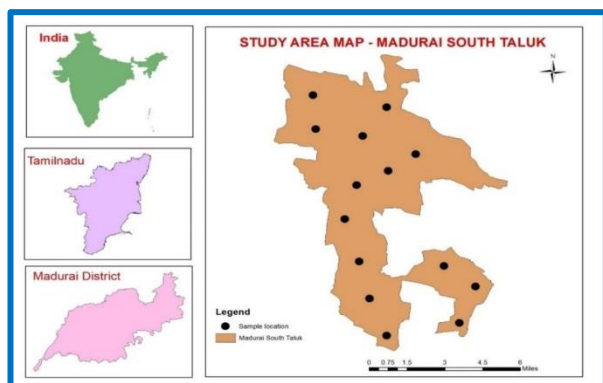 India
Tamilnadu
Madurai District
STUDY AREA MAP - MADURAI SOUTH TALUK
N
Legend
Sample location
Madurai South Taluk
0 0.75 1.5 3 4.5 6
Miles